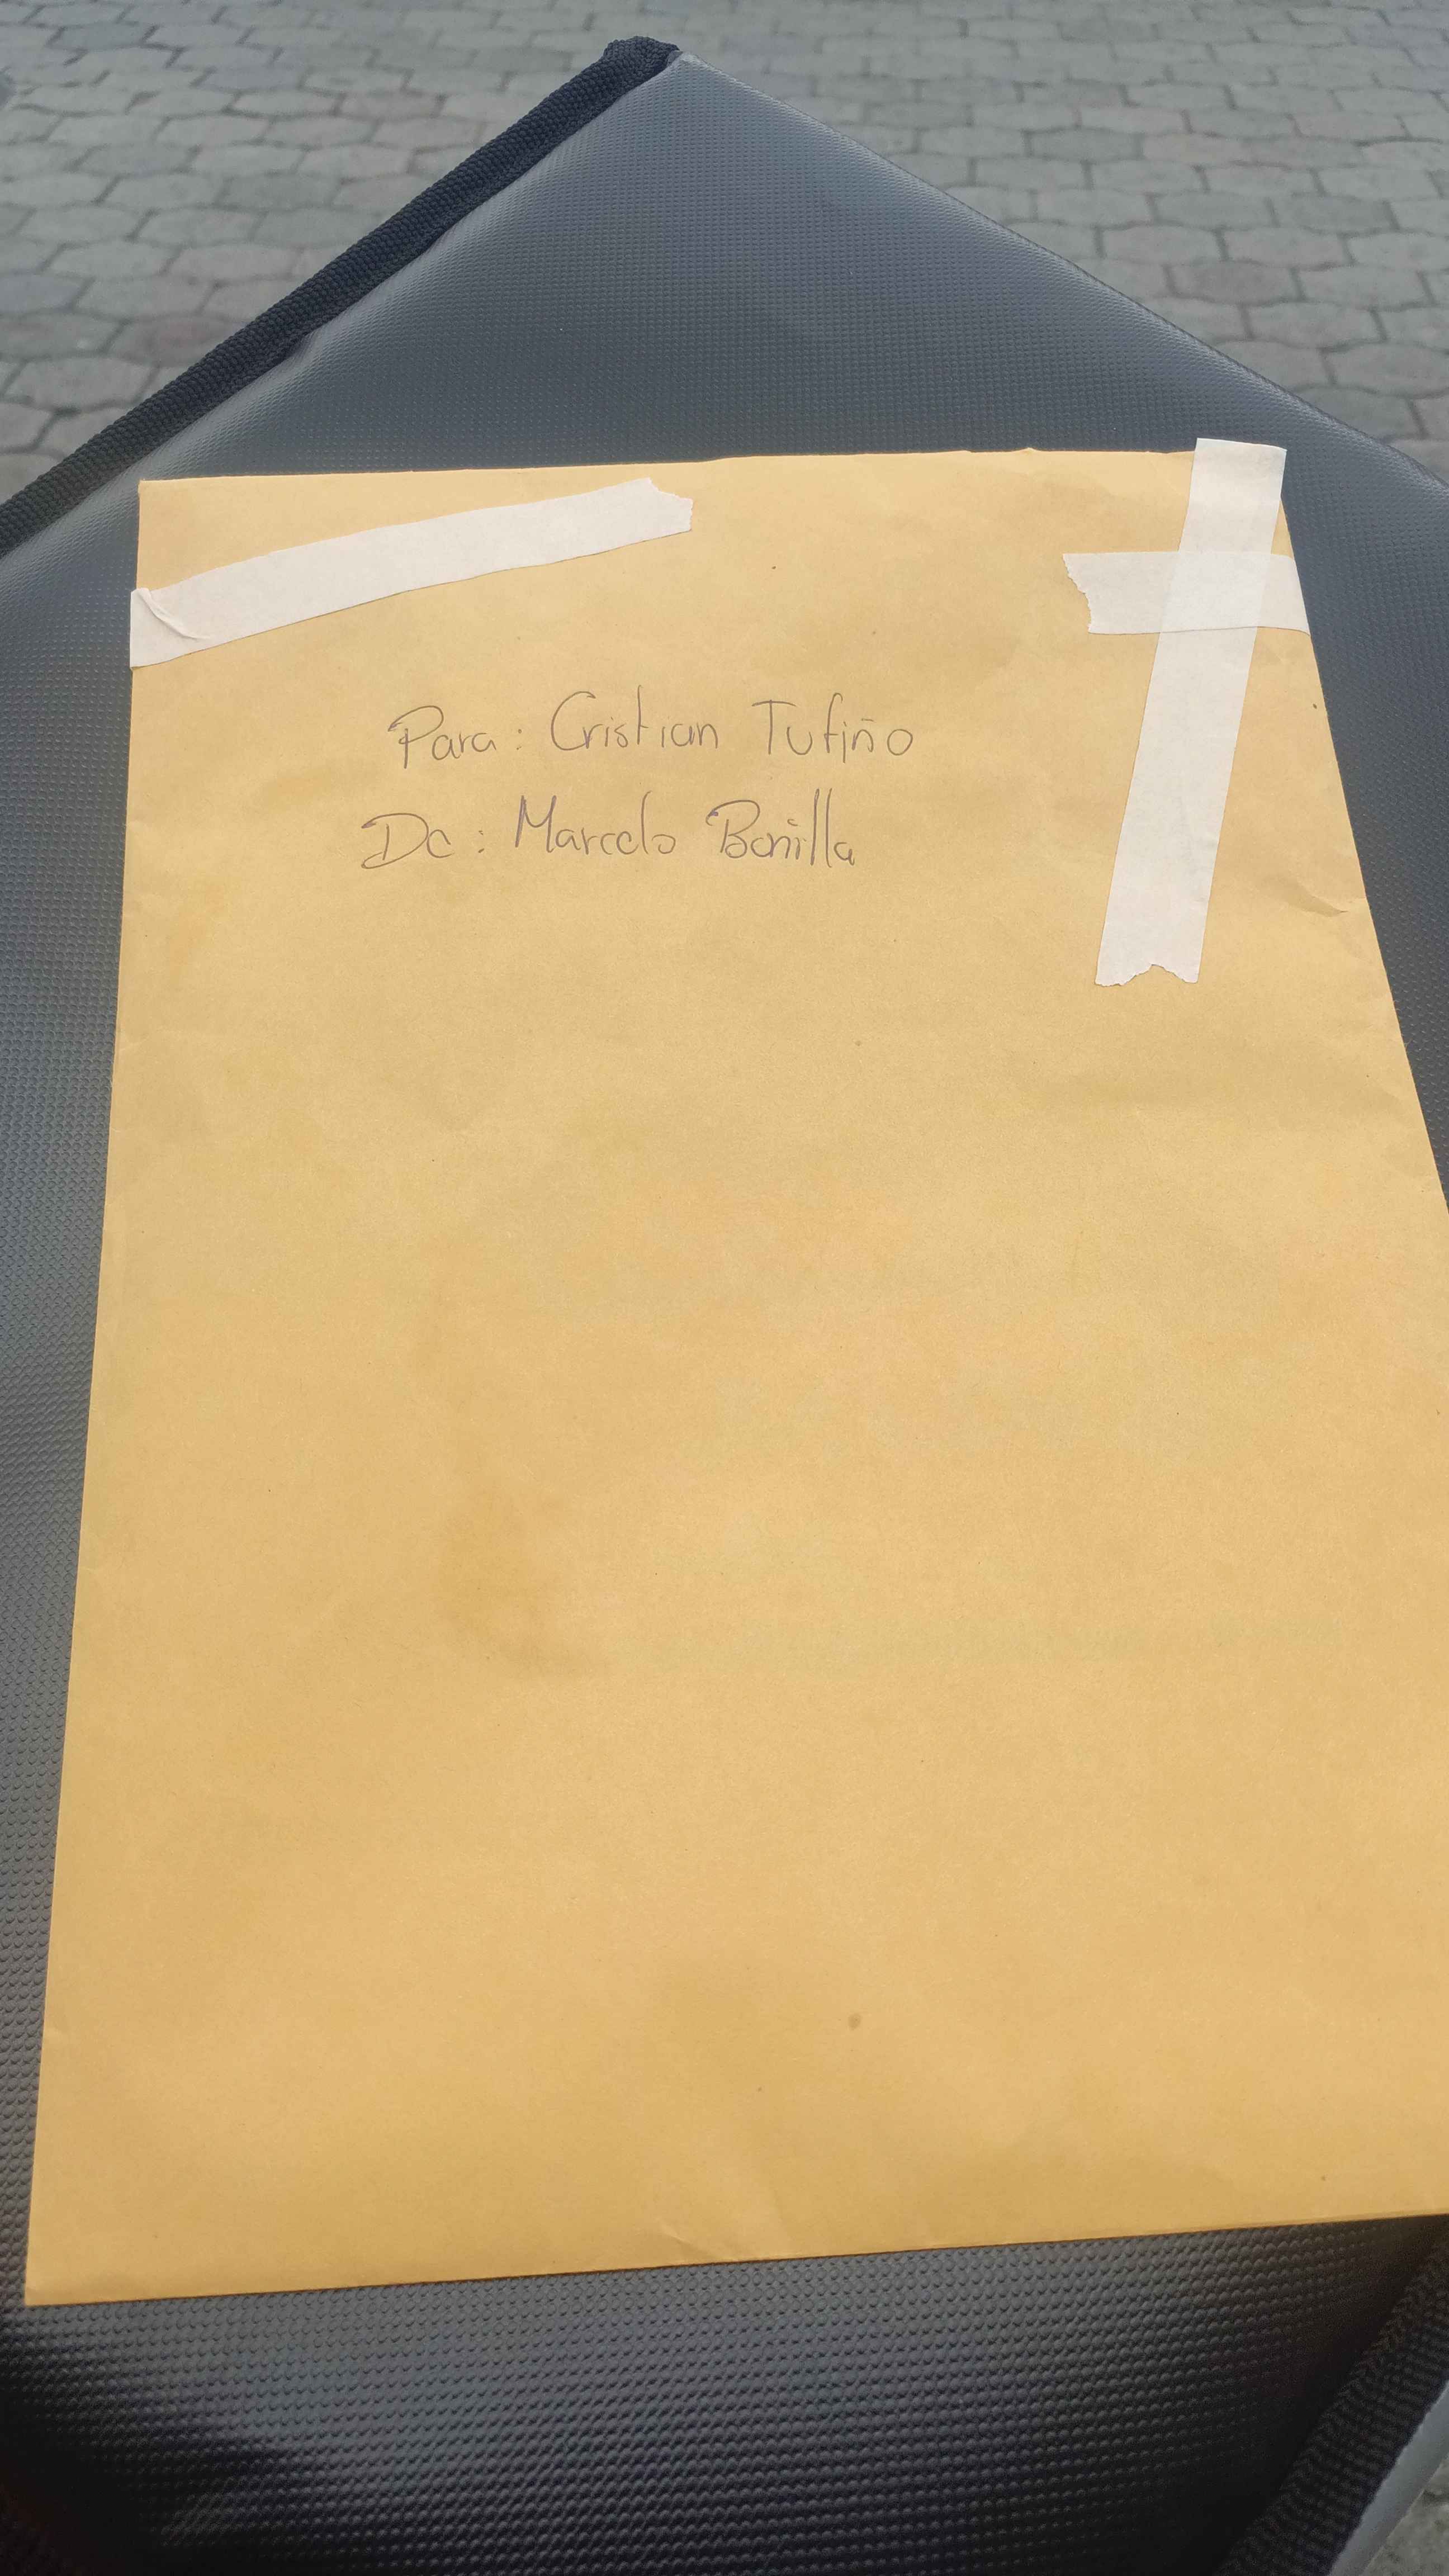 Para: Cristian Tufiño
De: Marcelo Bonilla